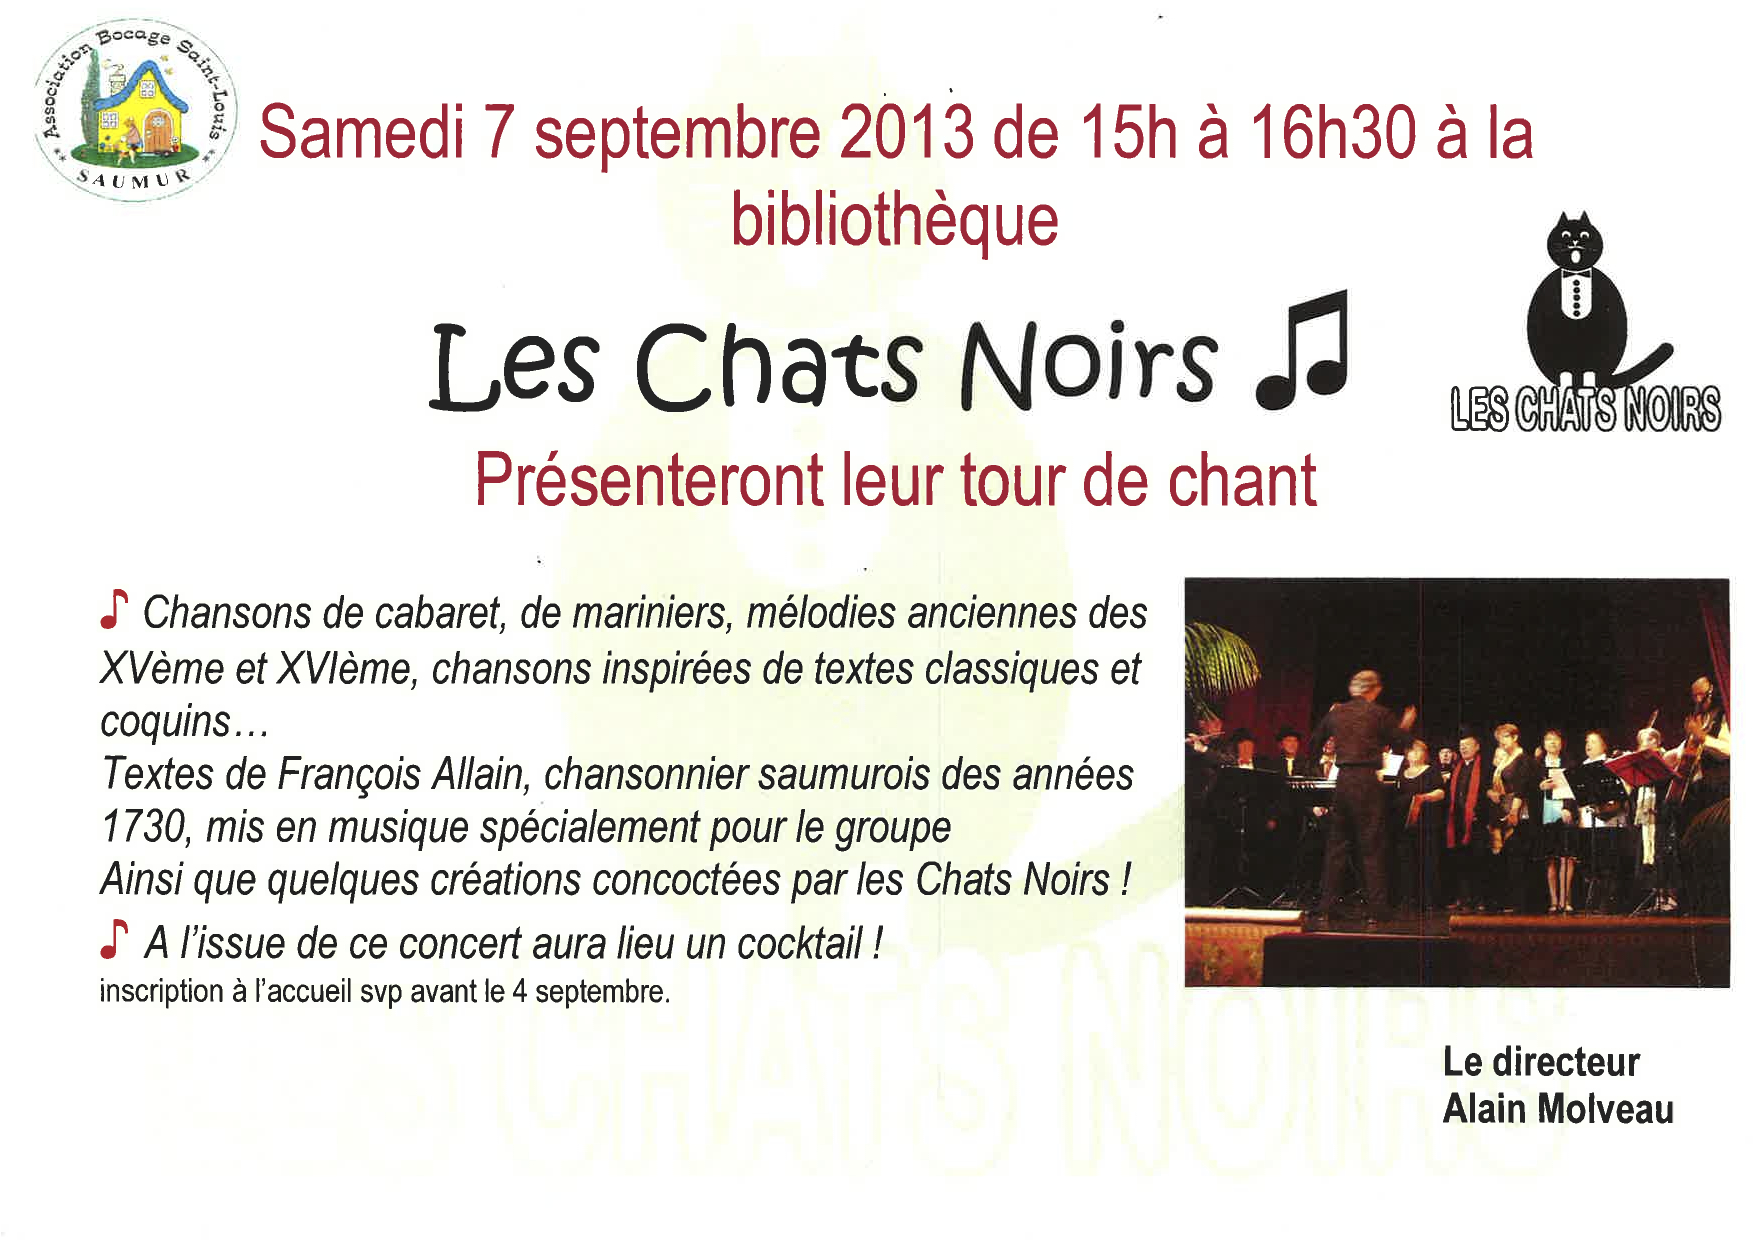 Association Bocage Saint-Louis
** SAUMUR **
Samedi 7 septembre 2013 de 15h à 16h30 à la
bibliothèque
Les Chats Noirs
LES CHATS NOIRS
Présenteront leur tour de chant
Chansons de cabaret, de mariniers, mélodies anciennes des
XVème et XVIème, chansons inspirées de textes classiques et
coquins…
Textes de François Allain, chansonnier saumurois des années
1730, mis en musique spécialement pour le groupe
Ainsi que quelques créations concoctées par les Chats Noirs !
A l'issue de ce concert aura lieu un cocktail !
inscription à l'accueil svp avant le 4 septembre.
LES CHATS NOIRS
Le directeur
Alain Molveau